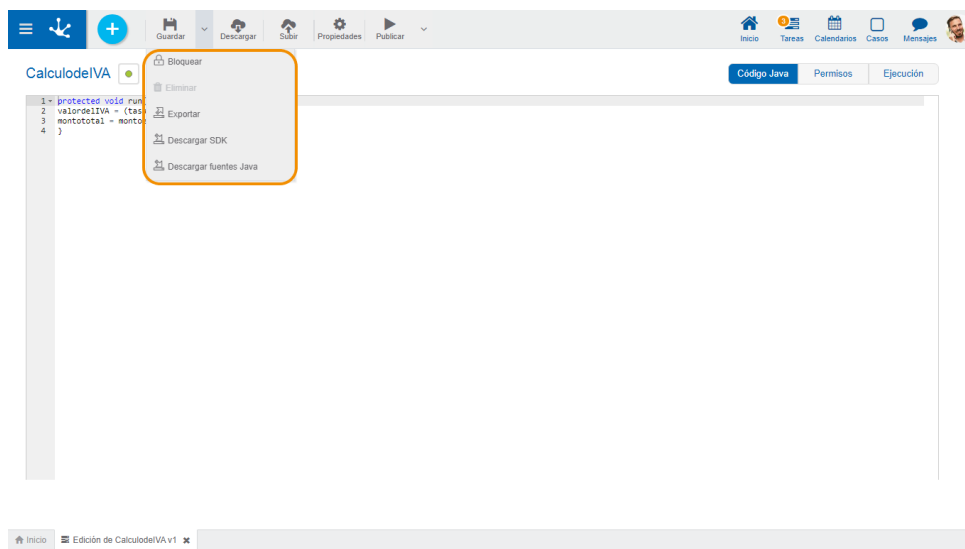 Guardar Descargar Subir Propiedades Publicar
3
Inicio Tareas Calendarios Casos Mensajes
CalculodeIVA
Código Java Permisos Ejecución
Bloquear
Eliminar
Exportar
Descargar SDK
Descargar fuentes Java
1 protected void run(
2 valordelIVA = (tas
3 montototal = monto
4 }
Inicio Edición de CalculodeIVA v1